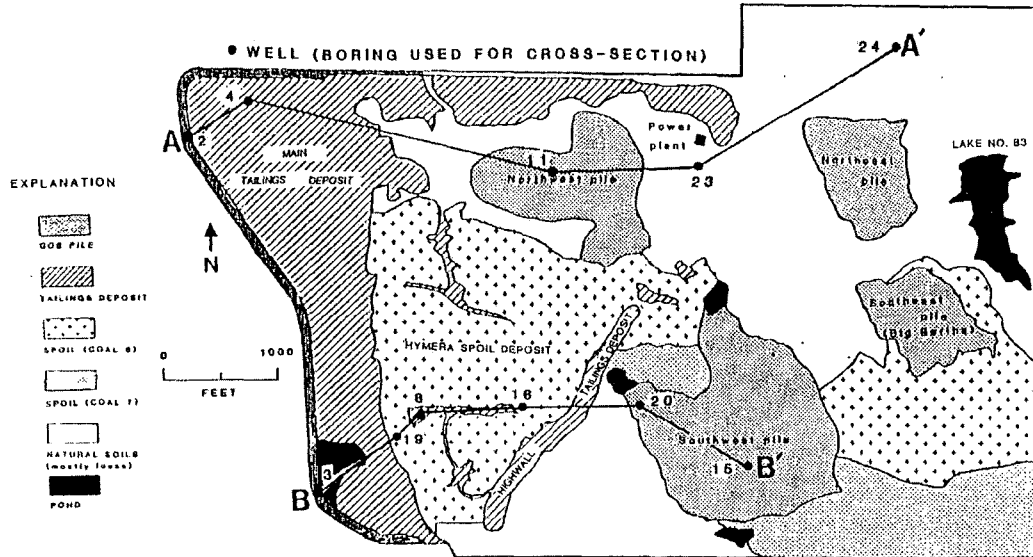 WELL (BORING USED FOR CROSS-SECTION)
24 A'
4
A 2
MAIN
TAILINGS DEPOSIT
Power
plant
11
Northwest pile
23
Northeast
pile
LAKE NO. 83
EXPLANATION
GOB PILE
TAILINGS DEPOSIT
SPOIL (COAL 6)
SPOIL (COAL 7)
NATURAL SOILS
(mostly loess)
POND
N
0 1000
FEET
HYMERA SPOIL DEPOSIT
TAILINGS DEPOSIT
HIGHWALL
Southeast
pile
(Big Bertha)
8
16
20
19
Southwest pile
3
B
15 B'